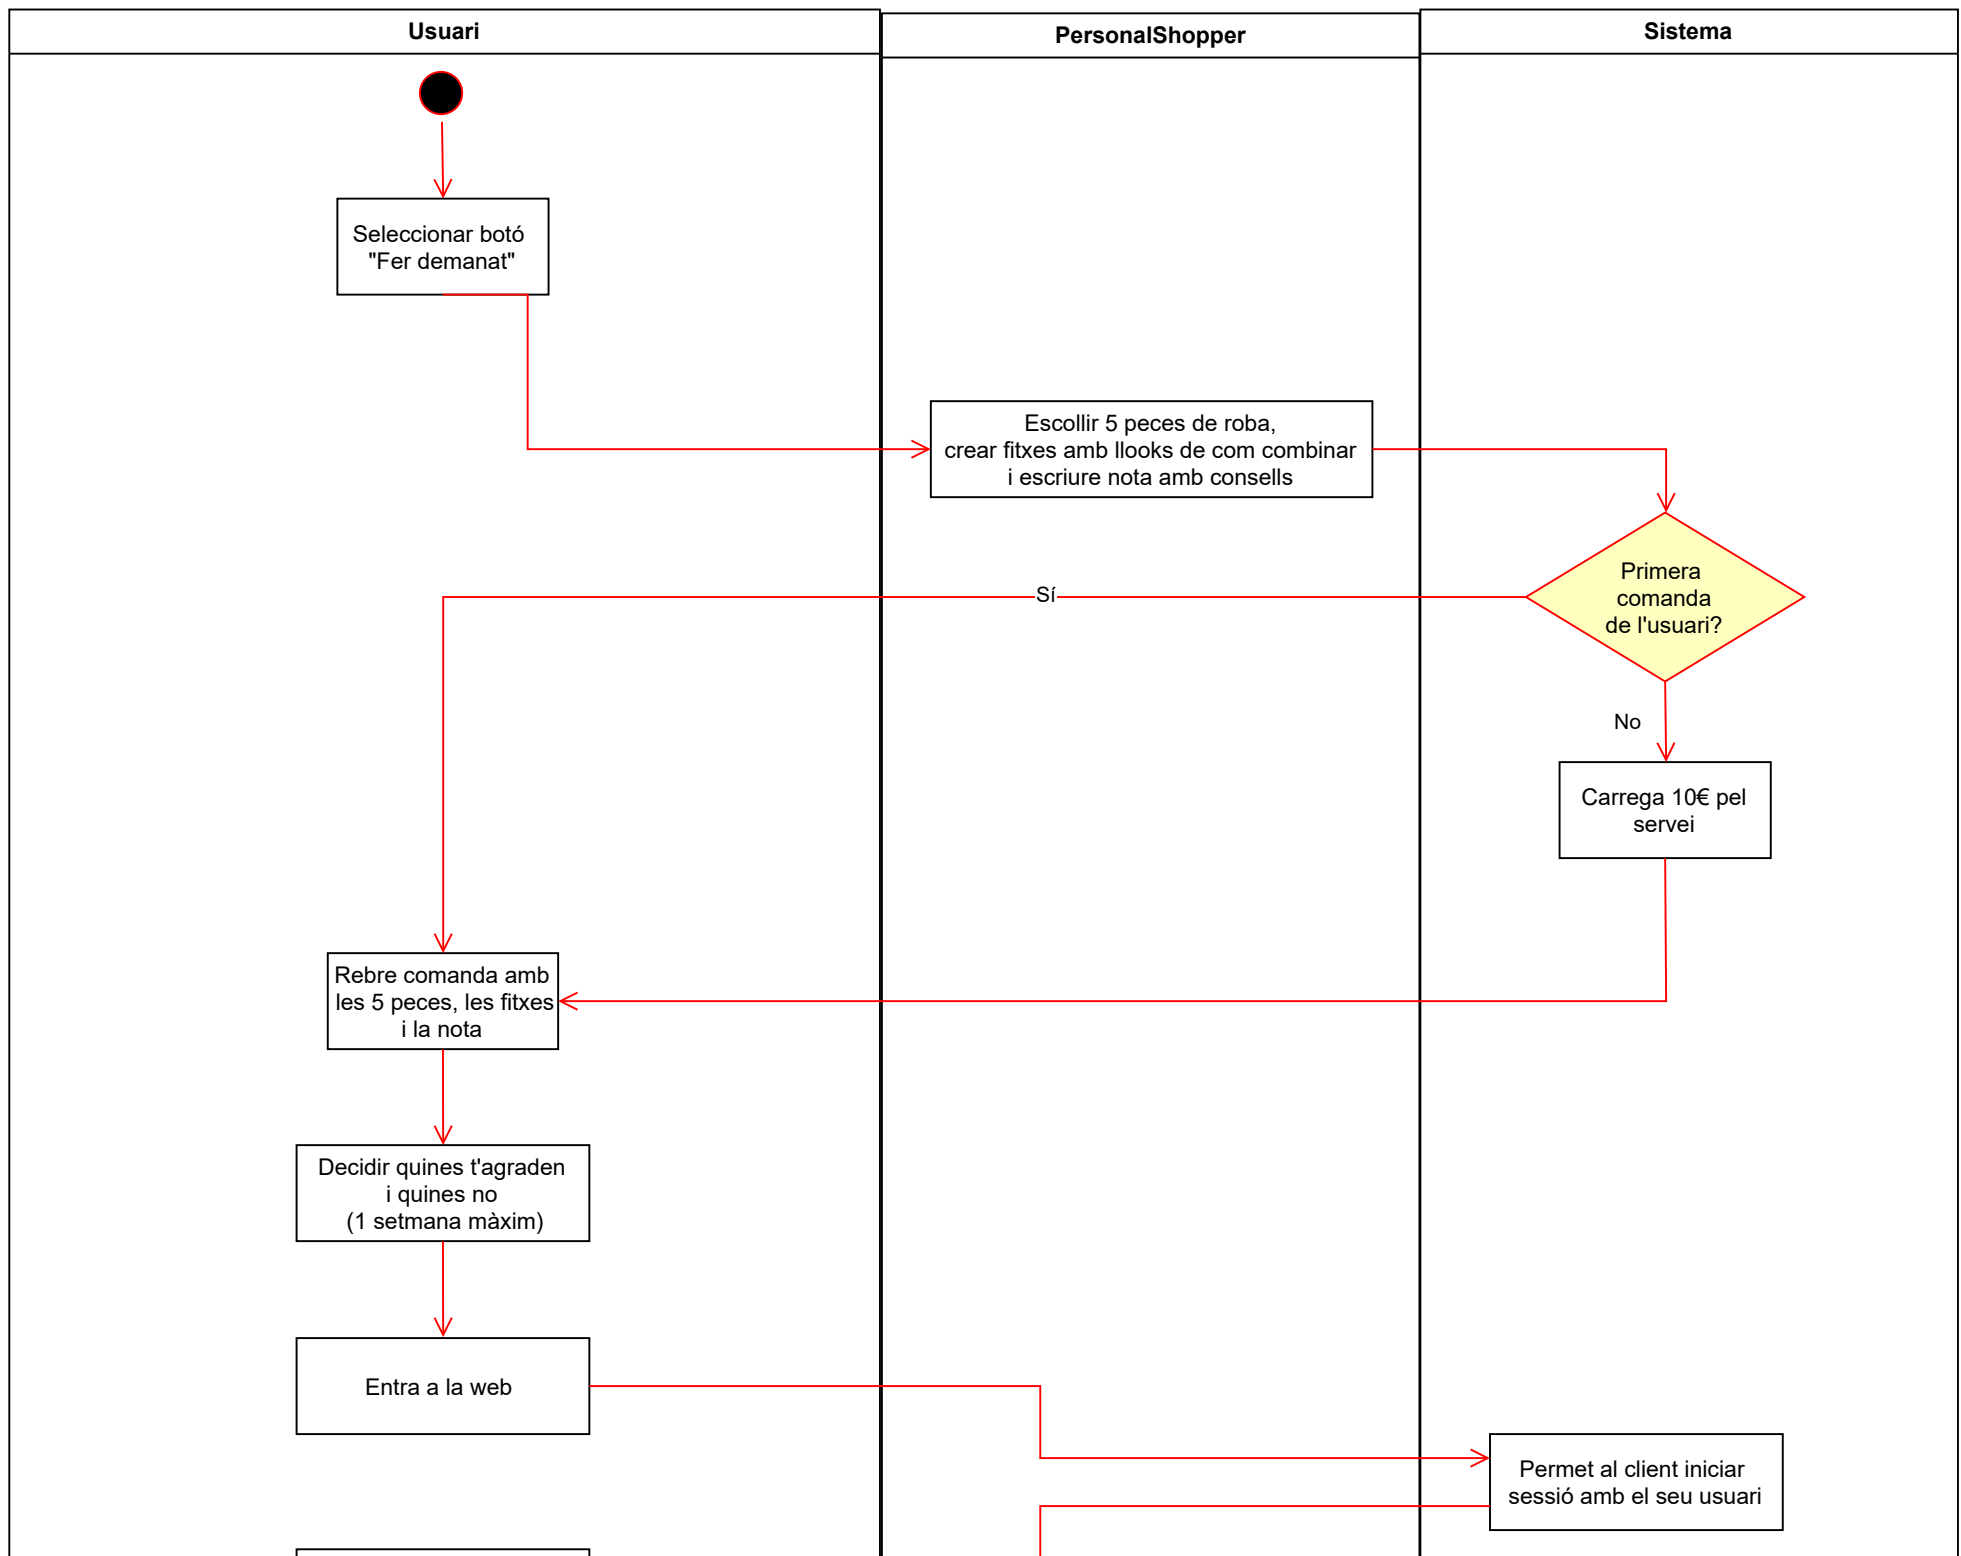 Usuari
PersonalShopper
Sistema
Seleccionar botó
"Fer demanat"
Escollir 5 peces de roba,
crear fitxes amb llooks de com combinar
i escriure nota amb consells
Primera
comanda
de l'usuari?
Sí
No
Carrega 10€ pel
servei
Rebre comanda amb
les 5 peces, les fitxes
i la nota
Decidir quines t'agraden
i quines no
(1 setmana màxim)
Entra a la web
Permet al client iniciar
sessió amb el seu usuari